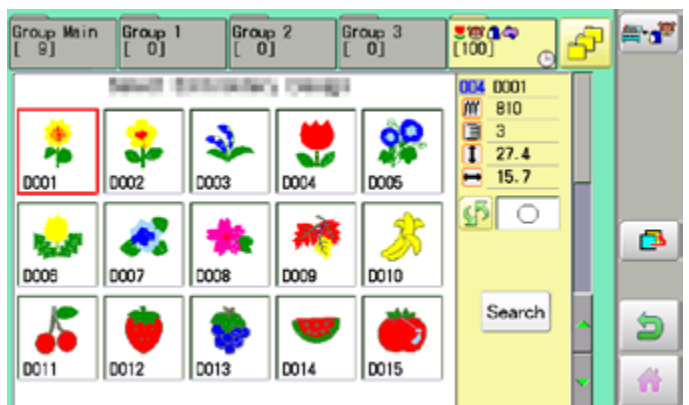 Group Main
[ 9]
Group 1
[ 0]
Group 2
[ 0]
Group 3
[ 0]
[100]
004 0001
810
3
27.4
15.7
D001
D002
D003
D004
D005
D006
D007
D008
D009
D010
Search
D011
D012
D013
D014
D015